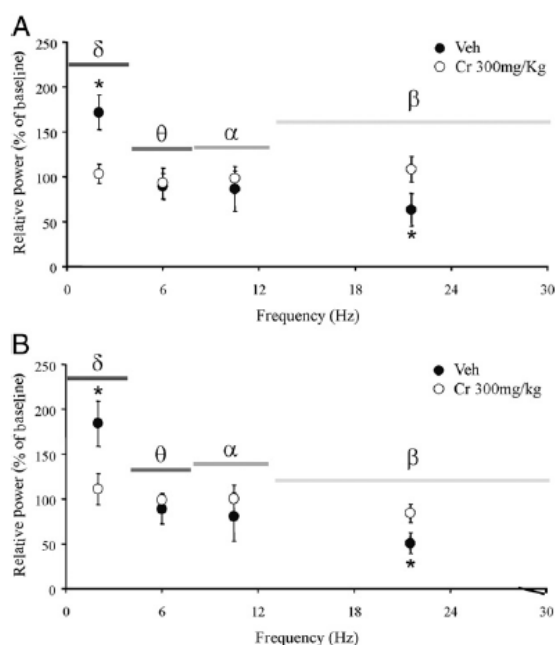 A
250
200
150
100
50
0
Relative power (% of baseline)
δ
*
θ
α
β
*
Veh
Cr 300mg/Kg
0 6 12 18 24 30
Frequency (Hz)
B
250
200
150
100
50
0
Relative power (% of baseline)
δ
*
θ
α
β
*
Veh
Cr 300mg/kg
0 6 12 18 24 30
Frequency (Hz)